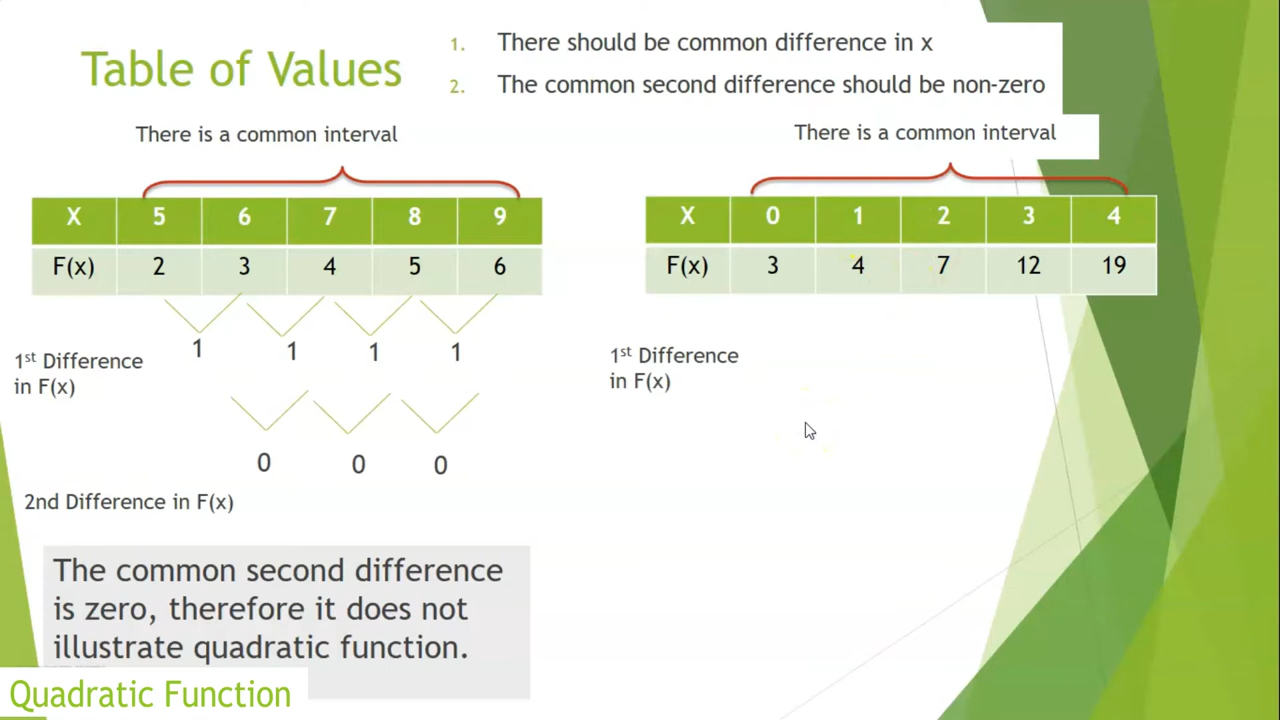 Table of Values
1. There should be common difference in x
2. The common second difference should be non-zero
There is a common interval
X 5 6 7 8 9
F(x) 2 3 4 5 6
1st Difference
in F(x)
1 1 1 1
0 0 0
2nd Difference in F(x)
The common second difference
is zero, therefore it does not
illustrate quadratic function.
There is a common interval
X 0 1 2 3 4
F(x) 3 4 7 12 19
1st Difference
in F(x)
Quadratic Function